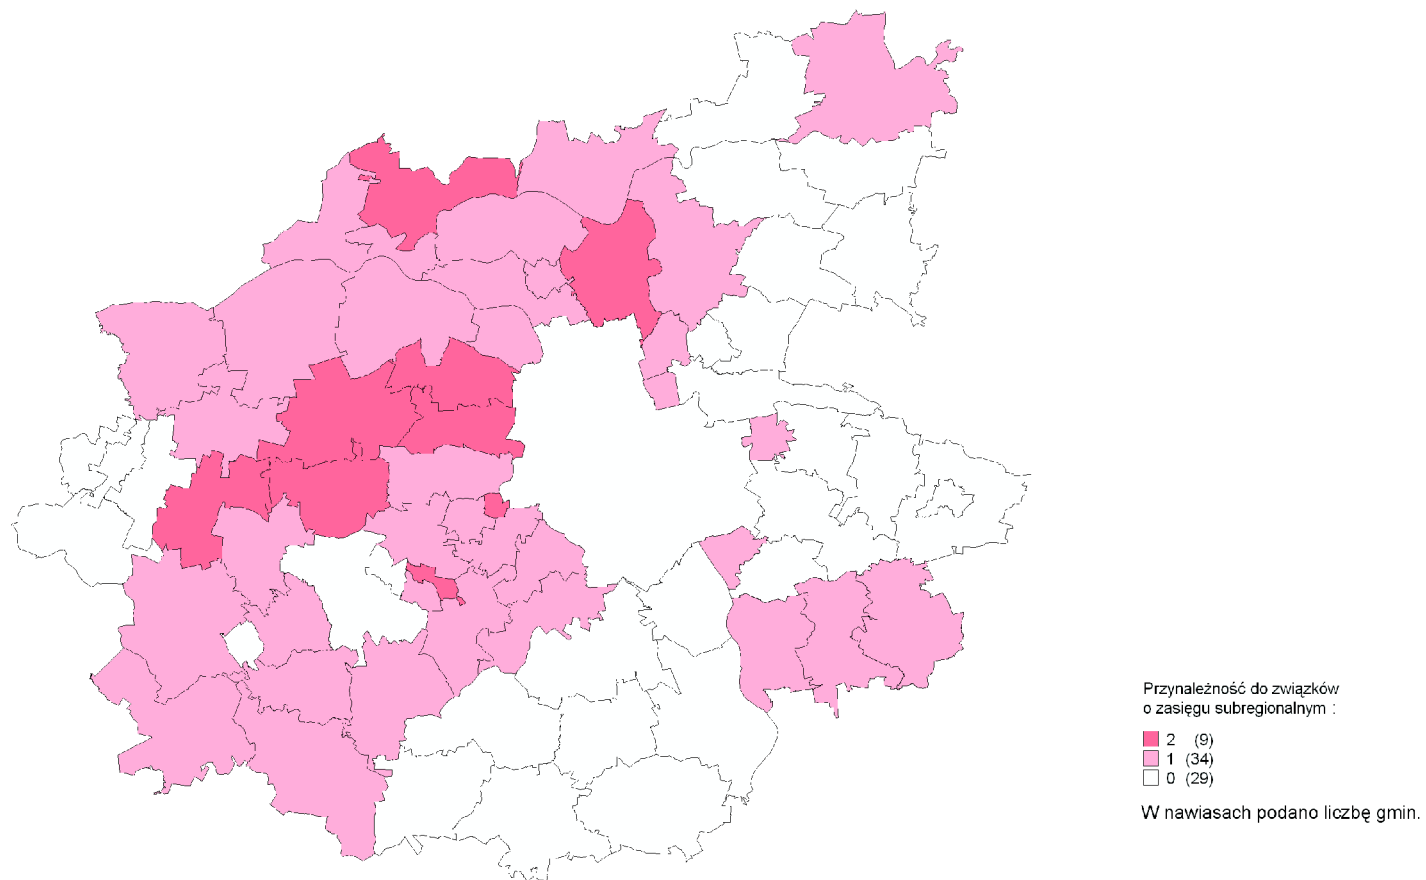 Przynależność do związków
o zasięgu subregionalnym :
2 (9)
1 (34)
0 (29)
W nawiasach podano liczbę gmin.